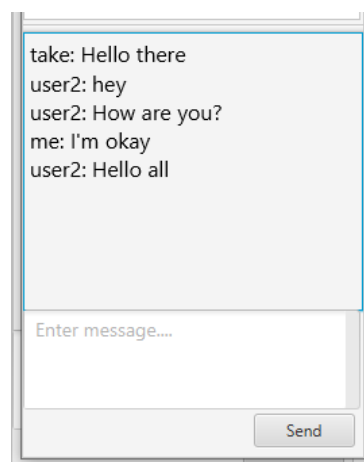 take: Hello there
user2: hey
user2: How are you?
me: I'm okay
user2: Hello all
Enter message....
Send